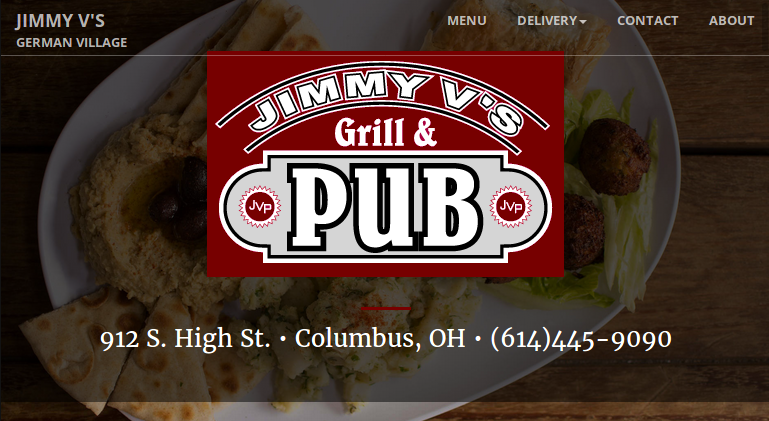 JIMMY V'S
GERMAN VILLAGE
MENU DELIVERY CONTACT ABOUT
JIMMY V'S
Grill &
JVP PUB JVP
912 S. High St. · Columbus, OH · (614)445-9090